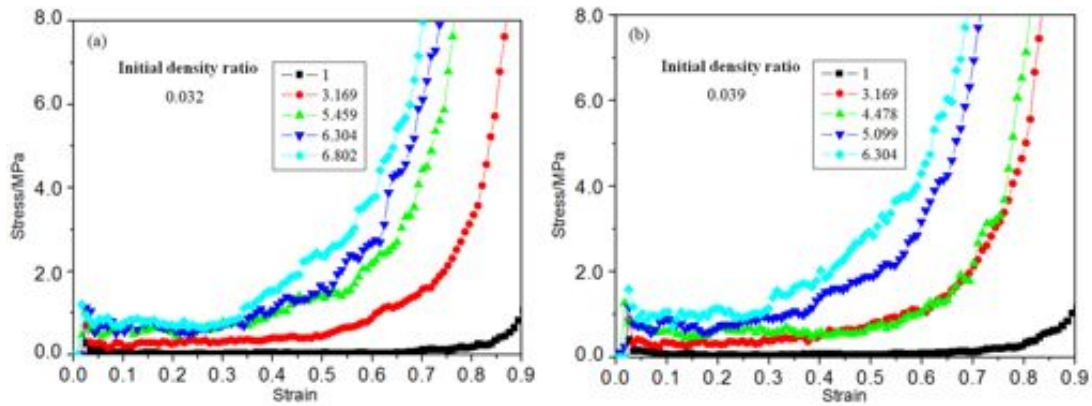 (a)
Initial density ratio
0.032
1
3.169
5.459
6.304
6.802
Stress/MPa
8.0
6.0
4.0
2.0
0.0
0.0 0.1 0.2 0.3 0.4 0.5 0.6 0.7 0.8 0.9
Strain
(b)
Initial density ratio
0.039
1
3.169
4.478
5.099
6.304
Stress/MPa
8.0
6.0
4.0
2.0
0.0
0.0 0.1 0.2 0.3 0.4 0.5 0.6 0.7 0.8 0.9
Strain